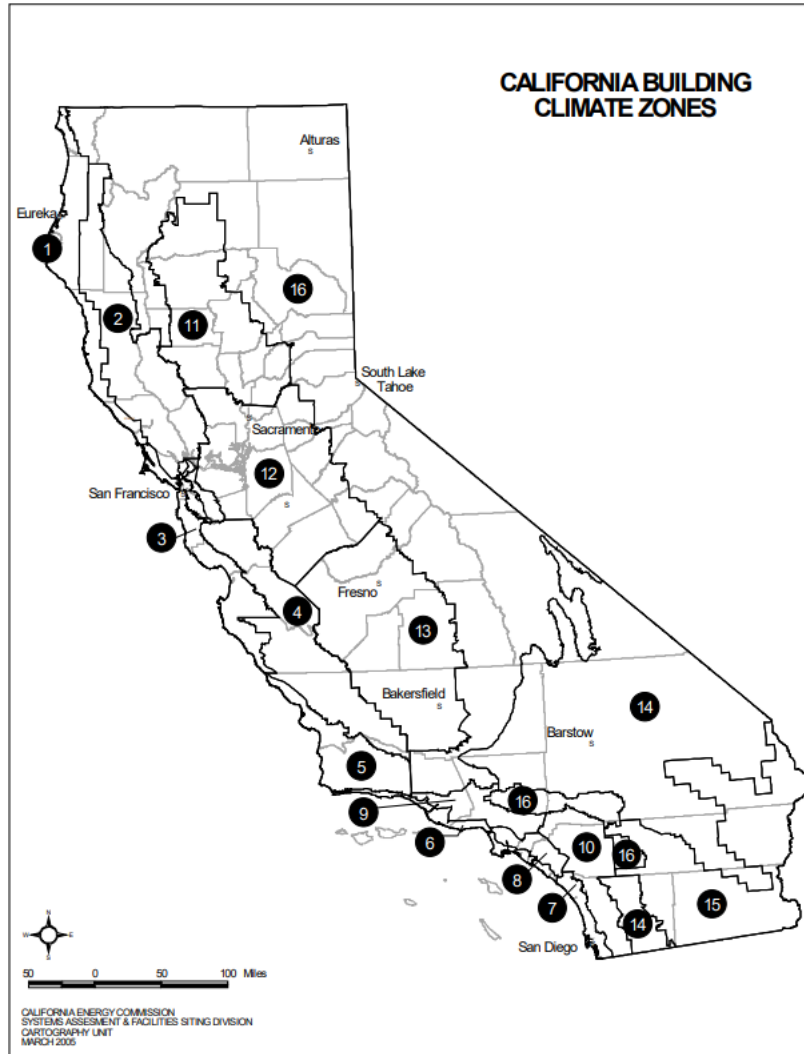 CALIFORNIA BUILDING
CLIMATE ZONES
Alturas
S
Eureka
1
16
2
11
South Lake
Tahoe
S
S
Sacramento
12
San Francisco
S
S
3
S
Fresno
4
13
Bakersfield
S
14
Barstow
S
5
16
9
6
10
16
8
7
15
14
San Diego
S
N
W E
S
50 0 50 100 Miles
CALIFORNIA ENERGY COMMISSION
SYSTEMS ASSESMENT & FACILITIES SITING DIVISION
CARTOGRAPHY UNIT
MARCH 2005